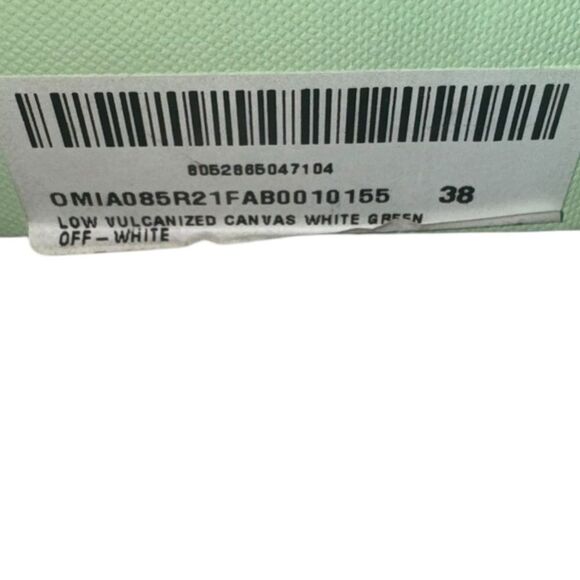 8052865047104
OMIA085R21FAB0010155 38
LOW VULCANIZED CANVAS WHITE GREEN
OFF-WHITE